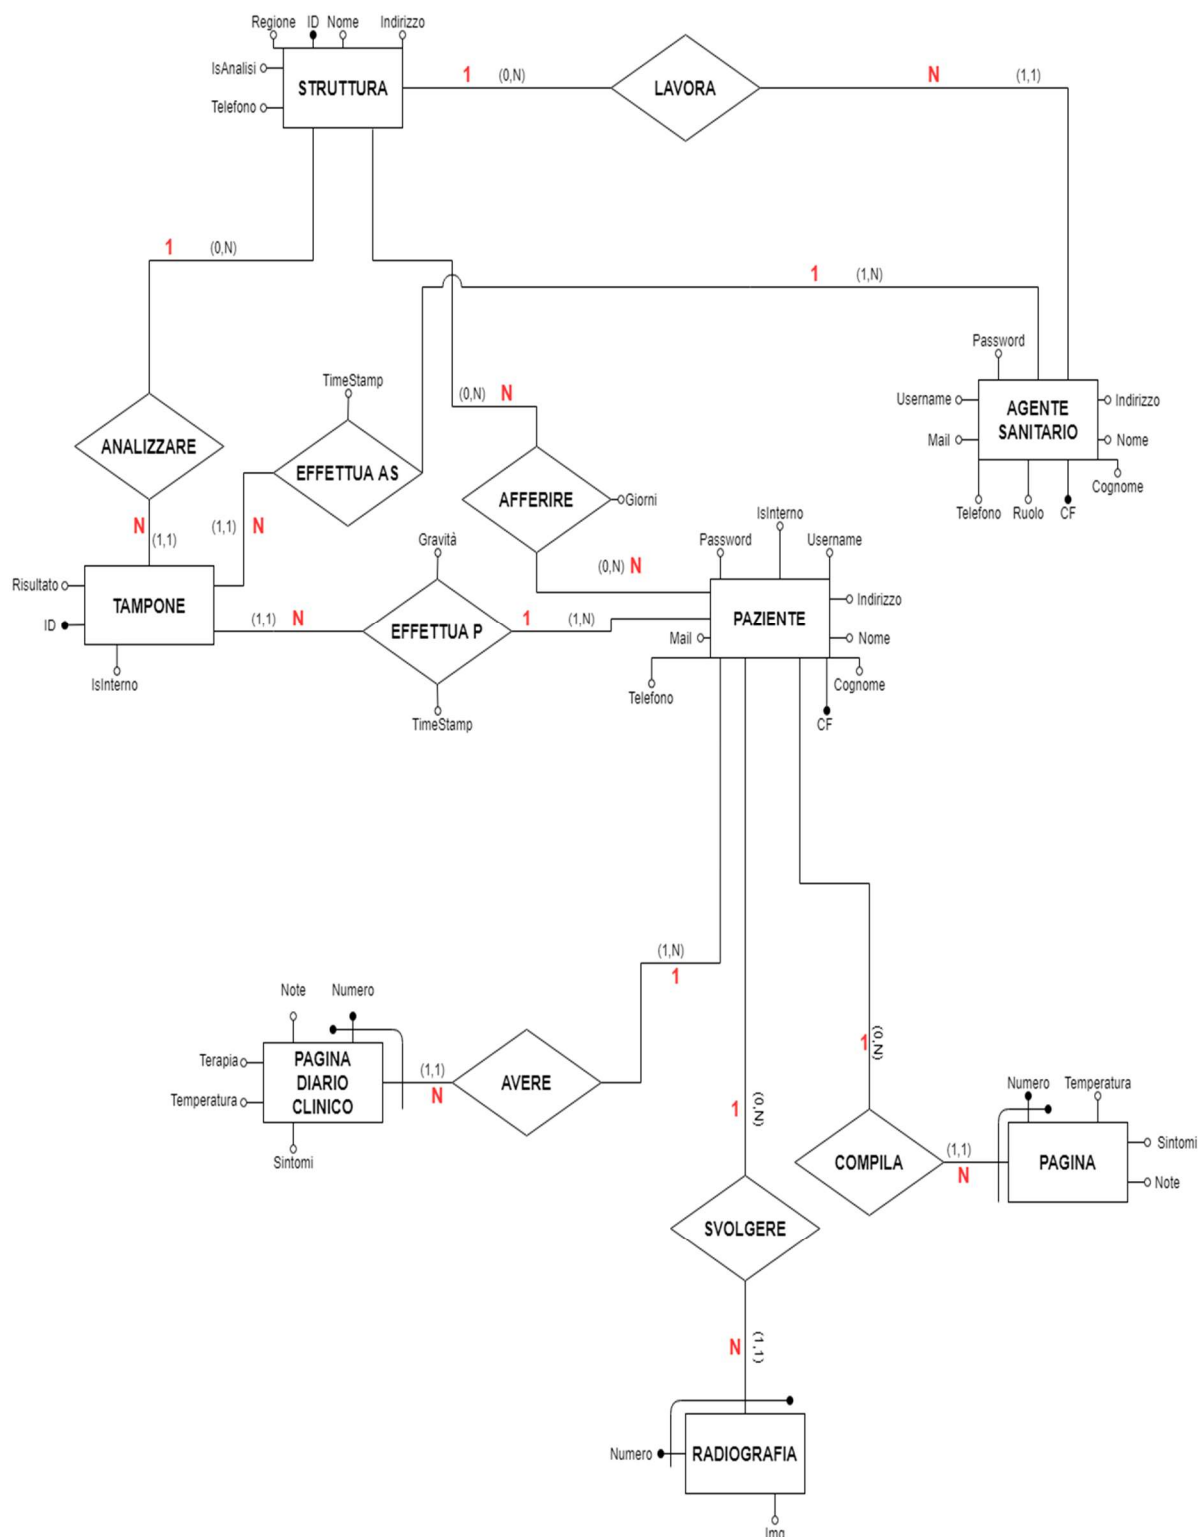 Regione
ID
Nome
Indirizzo
IsAnalisi
Telefono
STRUTTURA
1
(0,N)
LAVORA
N
(1,1)
1
(0,N)
1
(1,N)
Password
Username
Mail
AGENTE
SANITARIO
Indirizzo
Nome
Cognome
Telefono
Ruolo
CF
TimeStamp
(0,N)
N
ANALIZZARE
EFFETTUA AS
AFFERIRE
Giorni
N
(1,1)
(1,1)
N
Gravità
(0,N)
N
Password
IsInterno
Username
Risultato
ID
TAMPONE
IsInterno
(1,1)
N
EFFETTUA P
1
(1,N)
TimeStamp
Mail
PAZIENTE
Indirizzo
Nome
Cognome
Telefono
CF
(1,N)
1
Note
Numero
Terapia
Temperatura
PAGINA
DIARIO
CLINICO
Sintomi
(1,1)
N
AVERE
1
(0,N)
1
(0,N)
COMPILA
(1,1)
N
Numero
Temperatura
PAGINA
Sintomi
Note
SVOLGERE
N
(1,1)
Numero
RADIOGRAFIA
Img